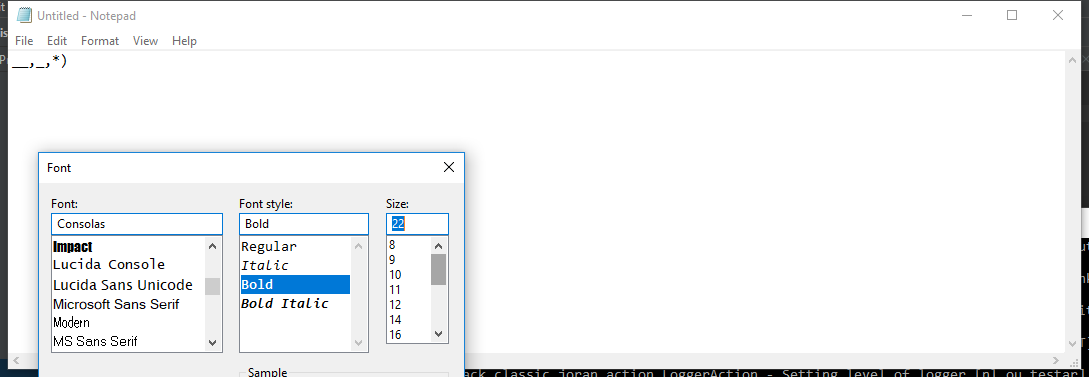 Untitled - Notepad
File Edit Format View Help
__,_,*)
Font
Font: Font style: Size:
Consolas Bold 22
Impact
Lucida Console
Lucida Sans Unicode
Microsoft Sans Serif
Modern
MS Sans Serif
Regular
Italic
Bold
Bold Italic
8
9
10
11
12
14
16
Sample
ack.classic.joran.action.LoggerAction - Setting level of logger [n] ou testar